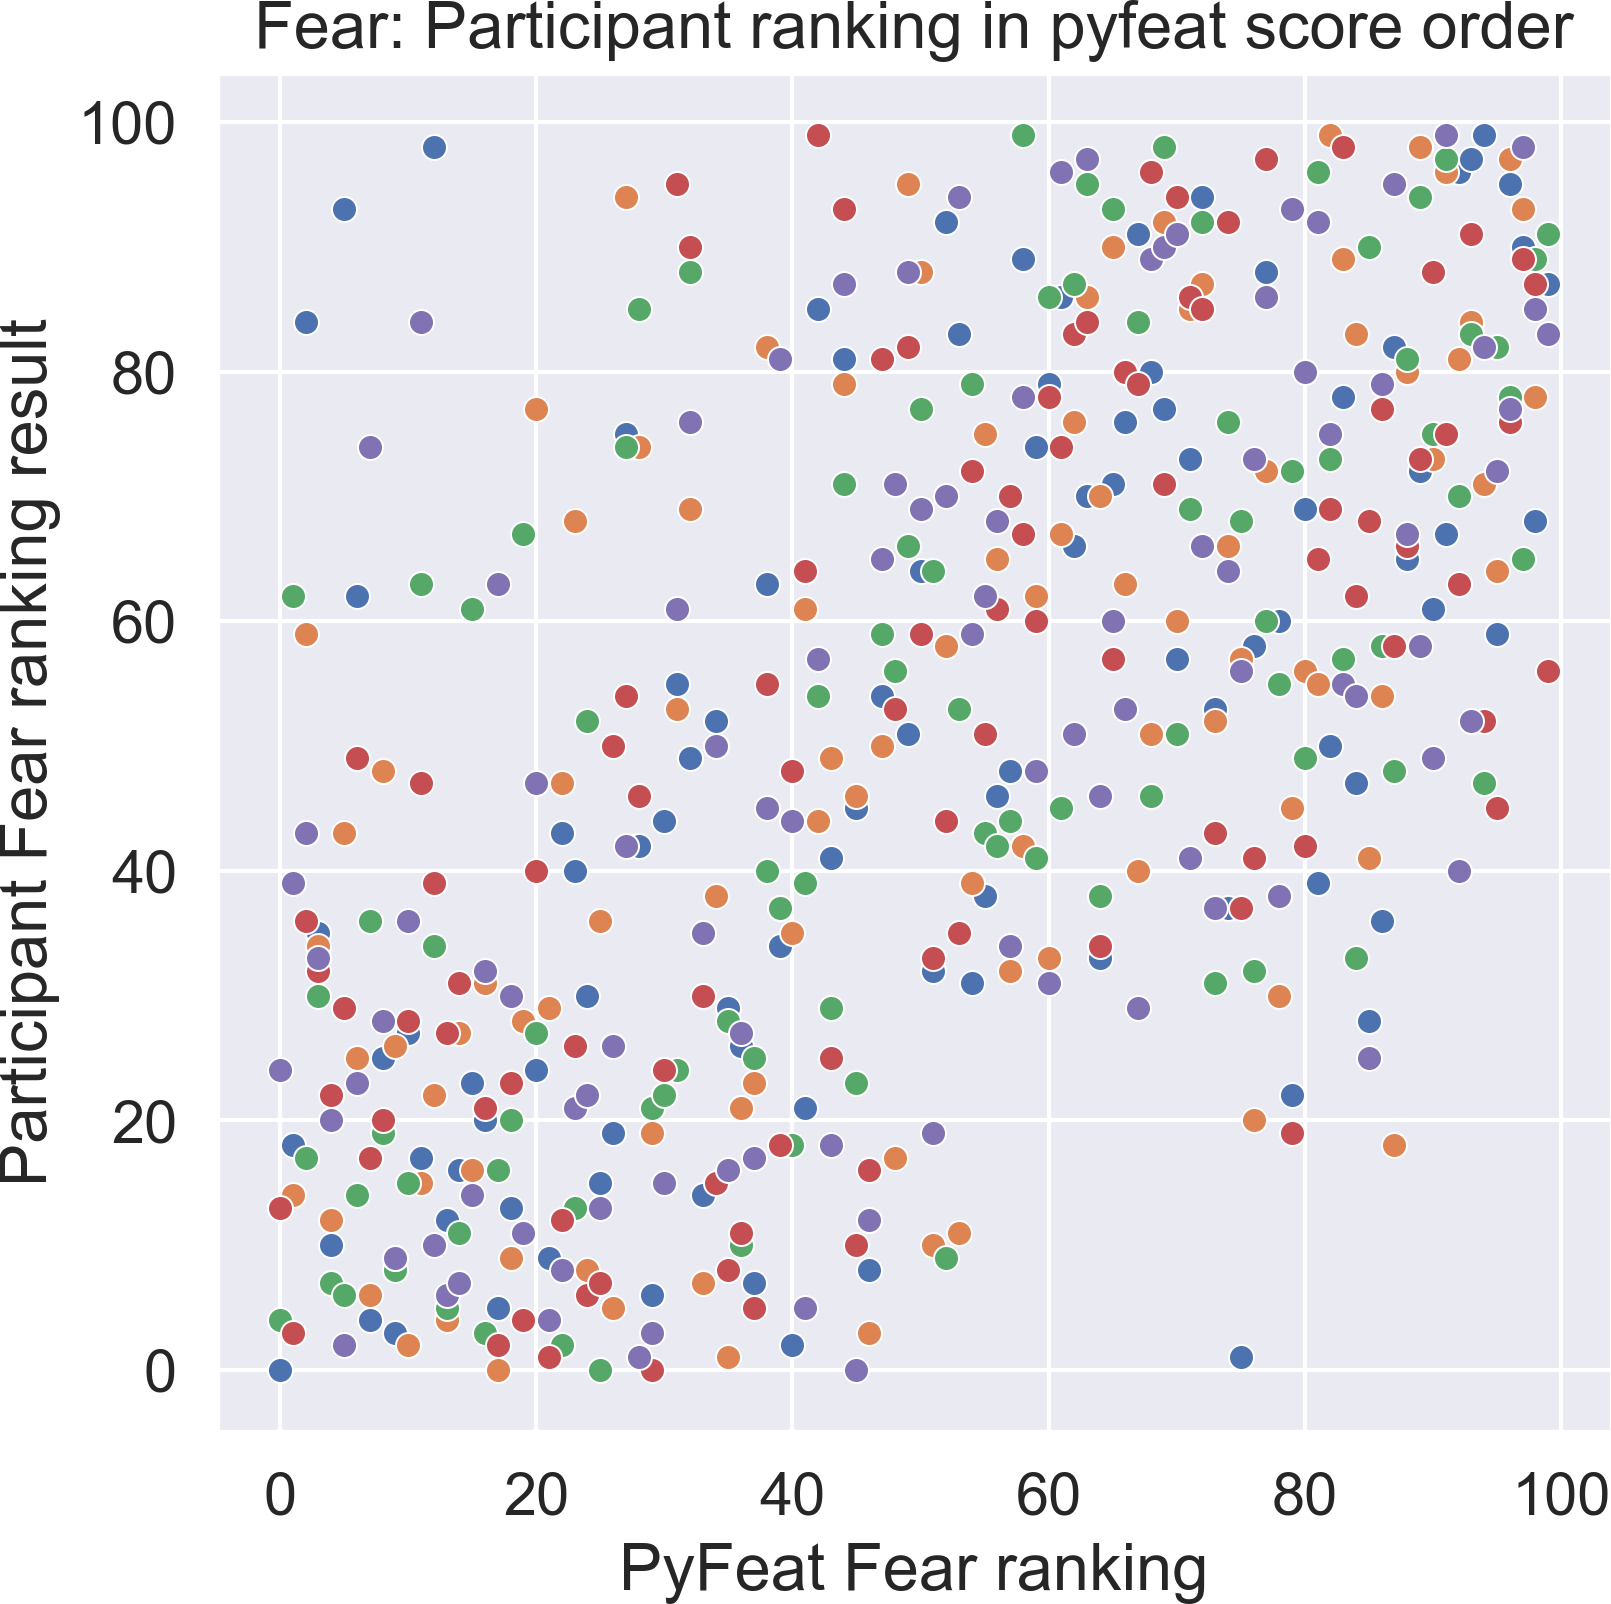 Fear: Participant ranking in pyfeat score order
Participant Fear ranking result
100
80
60
40
20
0
0 20 40 60 80 100
PyFeat Fear ranking